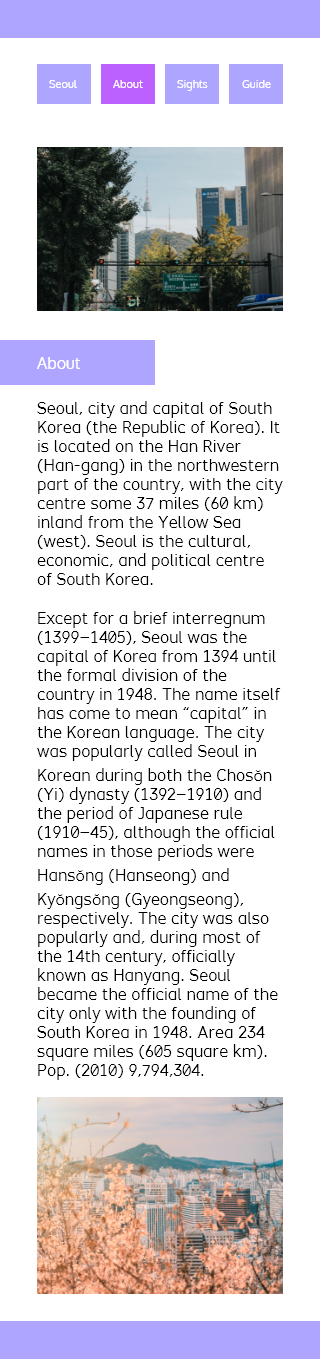 Seoul
About
Sights
Guide
About
Seoul, city and capital of South
Korea (the Republic of Korea). It
is located on the Han River
(Han-gang) in the northwestern
part of the country, with the city
centre some 37 miles (60 km)
inland from the Yellow Sea
(west). Seoul is the cultural,
economic, and political centre
of South Korea.
Except for a brief interregnum
(1399–1405), Seoul was the
capital of Korea from 1394 until
the formal division of the
country in 1948. The name itself
has come to mean “capital” in
the Korean language. The city
was popularly called Seoul in
Korean during both the Chosŏn
(Yi) dynasty (1392–1910) and
the period of Japanese rule
(1910–45), although the official
names in those periods were
Hansŏng (Hanseong) and
Kyŏngsŏng (Gyeongseong),
respectively. The city was also
popularly and, during most of
the 14th century, officially
known as Hanyang. Seoul
became the official name of the
city only with the founding of
South Korea in 1948. Area 234
square miles (605 square km).
Pop. (2010) 9,794,304.